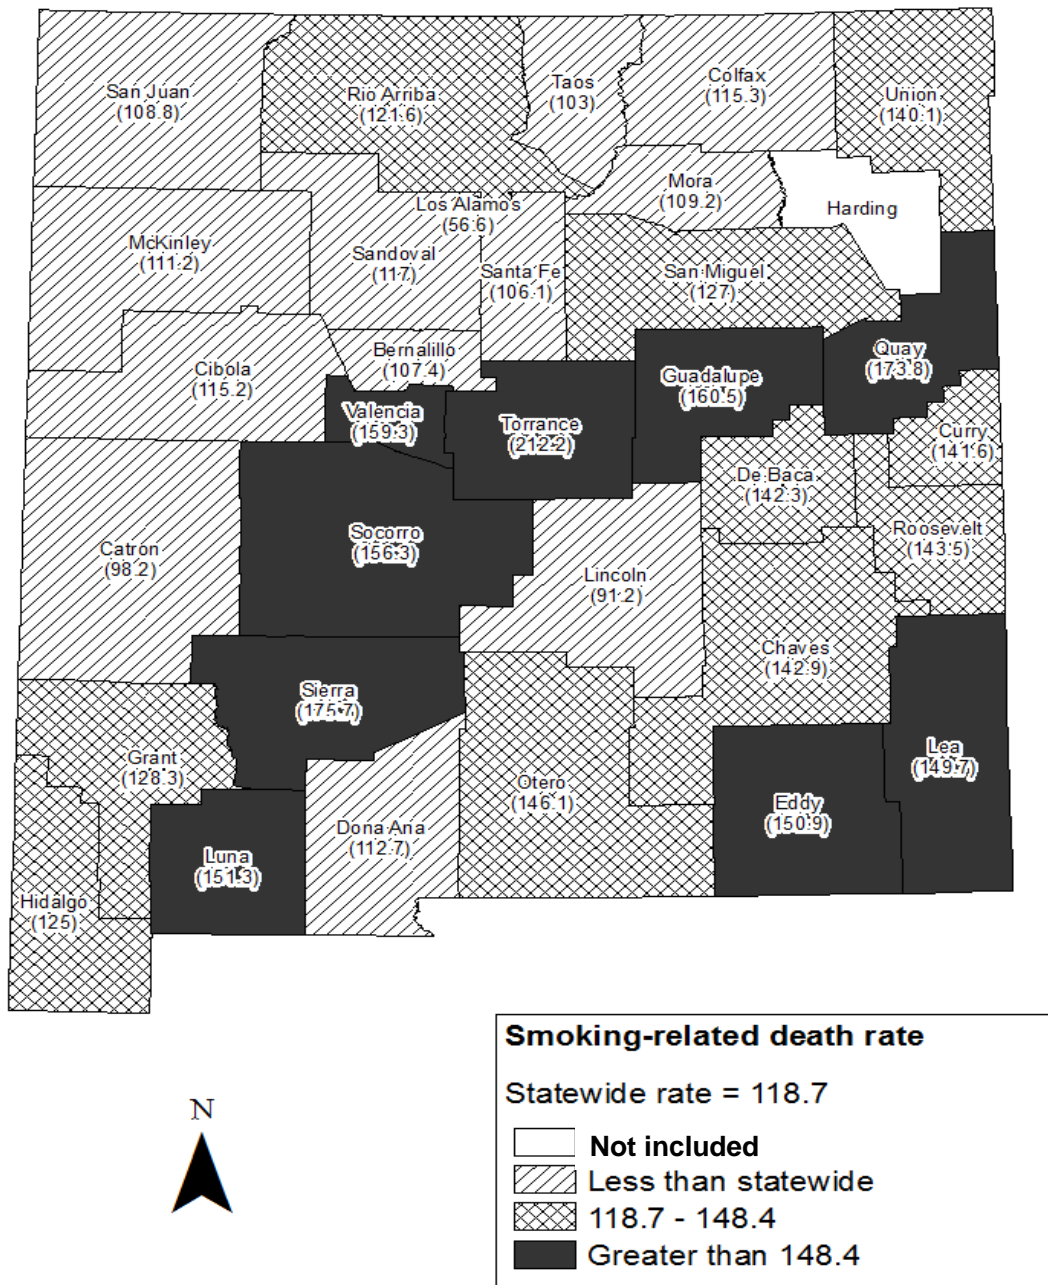 San Juan
(108.8)
Rio Arriba
(121.6)
Taos
(103)
Colfax
(115.3)
Union
(140.1)
Mora
(109.2)
Harding
Los Alamos
(56.6)
McKinley
(111.2)
Sandoval
(117)
Santa Fe
(106.1)
San Miguel
(127)
Bernalillo
(107.4)
Cibola
(115.2)
Quay
(173.8)
Guadalupe
(160.5)
Valencia
(159.3)
Torrance
(212.2)
Curry
(141.6)
De Baca
(142.3)
Roosevelt
(143.5)
Socorro
(156.3)
Catron
(98.2)
Lincoln
(91.2)
Chaves
(142.9)
Sierra
(175.7)
Lea
(149.7)
Grant
(128.3)
Otero
(146.1)
Eddy
(150.9)
Dona Ana
(112.7)
Luna
(151.3)
Hidalgo
(125)
Smoking-related death rate
Statewide rate = 118.7
Not included
Less than statewide
118.7 - 148.4
Greater than 148.4
N